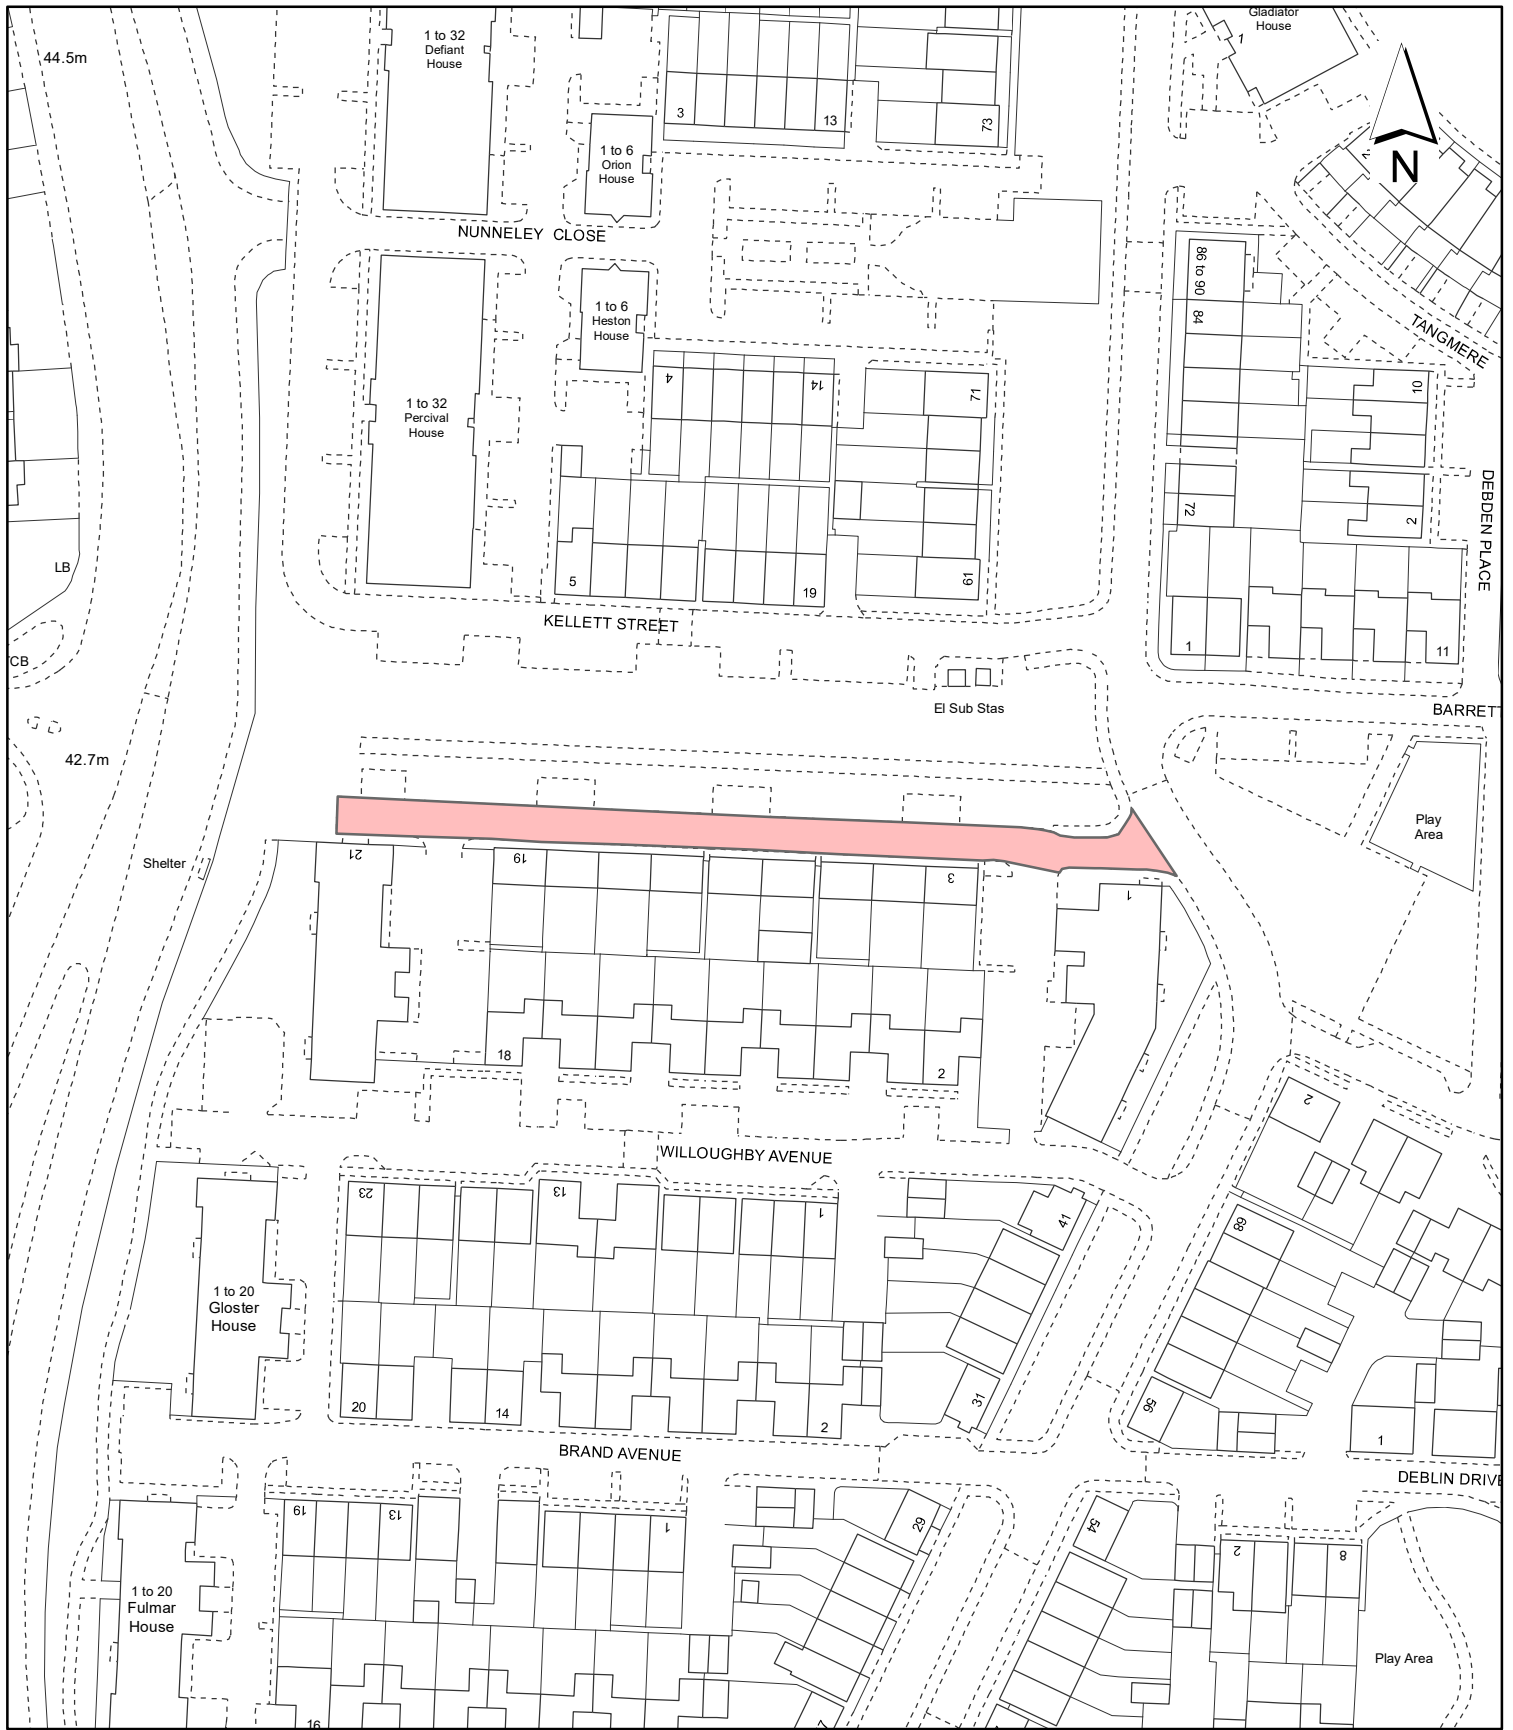 44.5m
1 to 32
Defiant
House
3
13
73
Gladiator
House
1
1 to 6
Orion
House
N
NUNNELEY CLOSE
1 to 6
Heston
House
86 to 90
84
TANGMERE
4
14
71
10
1 to 32
Percival
House
72
2
DEBDEN PLACE
LB
5
19
61
KELLETT STREET
1
11
CB
El Sub Stas
BARRETT
42.7m
Play
Area
Shelter
21
19
3
1
18
2
2
WILLOUGHBY AVENUE
23
13
1
41
68
1 to 20
Gloster
House
20
14
2
31
56
1
BRAND AVENUE
DEBLIN DRIVE
19
13
1
29
54
2
8
1 to 20
Fulmar
House
Play Area
16